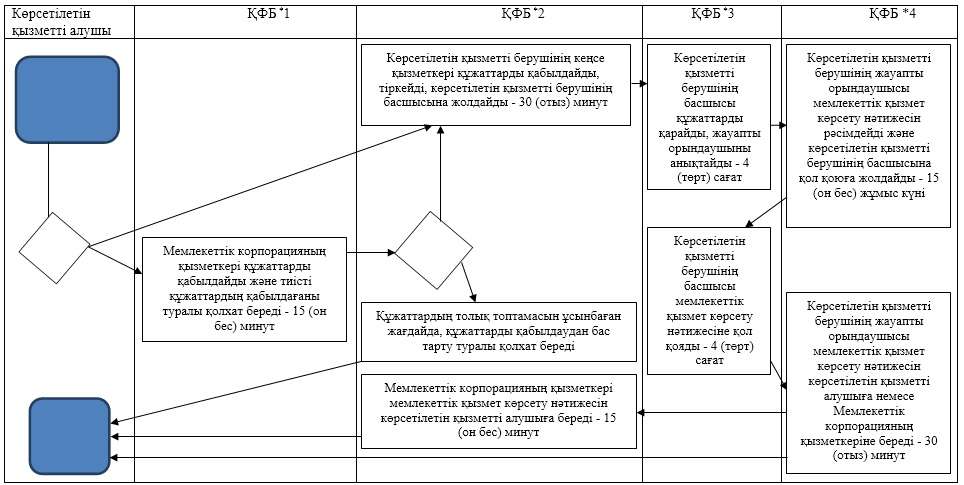 Көрсетілетін
қызметті алушы
ҚФБ *1
ҚФБ *2
ҚФБ *3
ҚФБ *4
Көрсетілетін қызметті берушінің кеңсе
қызметкері құжаттарды қабылдайды,
тіркейді, көрсетілетін қызметті берушінің
басшысына жолдайды - 30 (отыз) минут
Көрсетілетін
қызметті
берушінің
басшысы
құжаттарды
қарайды, жауапты
орындаушыны
анықтайды - 4
(төрт) сағат
Көрсетілетін қызметті
берушінің жауапты
орындаушысы
мемлекеттік қызмет
көрсету нәтижесін
рәсімдейді және
көрсетілетін қызметті
берушінің басшысына
қол қоюға жолдайды - 15
(он бес) жұмыс күні
Мемлекеттік корпорацияның
қызметкері құжаттарды
қабылдайды және тиісті
құжаттардың қабылдағаны
туралы қолхат береді - 15 (он
бес) минут
Көрсетілетін
қызметті
берушінің
басшысы
мемлекеттік
қызмет көрсету
нәтижесіне қол
қояды - 4 (төрт)
сағат
Құжаттардың толық топтамасын ұсынбаған
жағдайда, құжаттарды қабылдаудан бас
тарту туралы қолхат береді
Көрсетілетін қызметті
берушінің жауапты
орындаушысы
мемлекеттік қызмет
көрсету нәтижесін
көрсетілетін қызметті
алушыға немесе
Мемлекеттік
корпорацияның
қызметкеріне береді - 30
(отыз) минут
Мемлекеттік корпорацияның қызметкері
мемлекеттік қызмет көрсету нәтижесін
көрсетілетін қызметті алушыға береді - 15
(он бес) минут